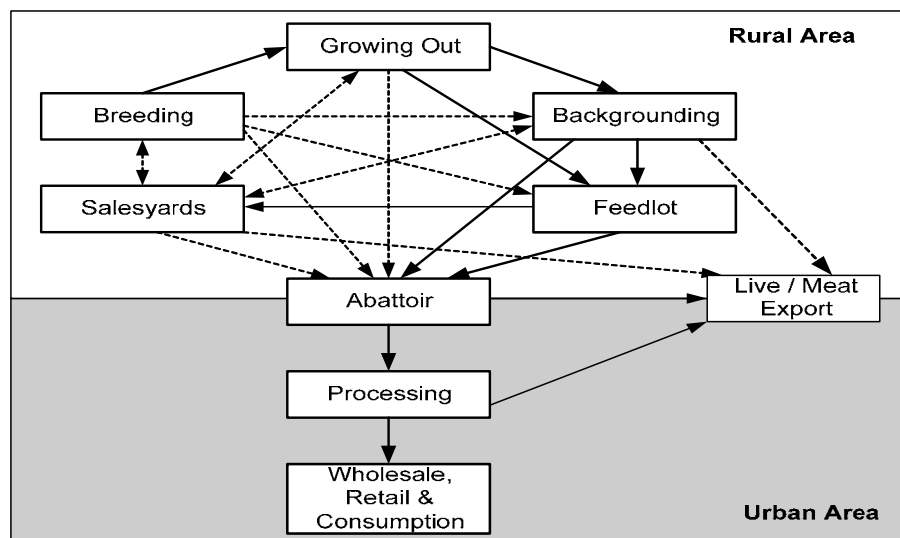 Growing Out
Rural Area
Breeding
Backgrounding
Salesyards
Feedlot
Abattoir
Live / Meat
Export
Processing
Wholesale,
Retail &
Consumption
Urban Area